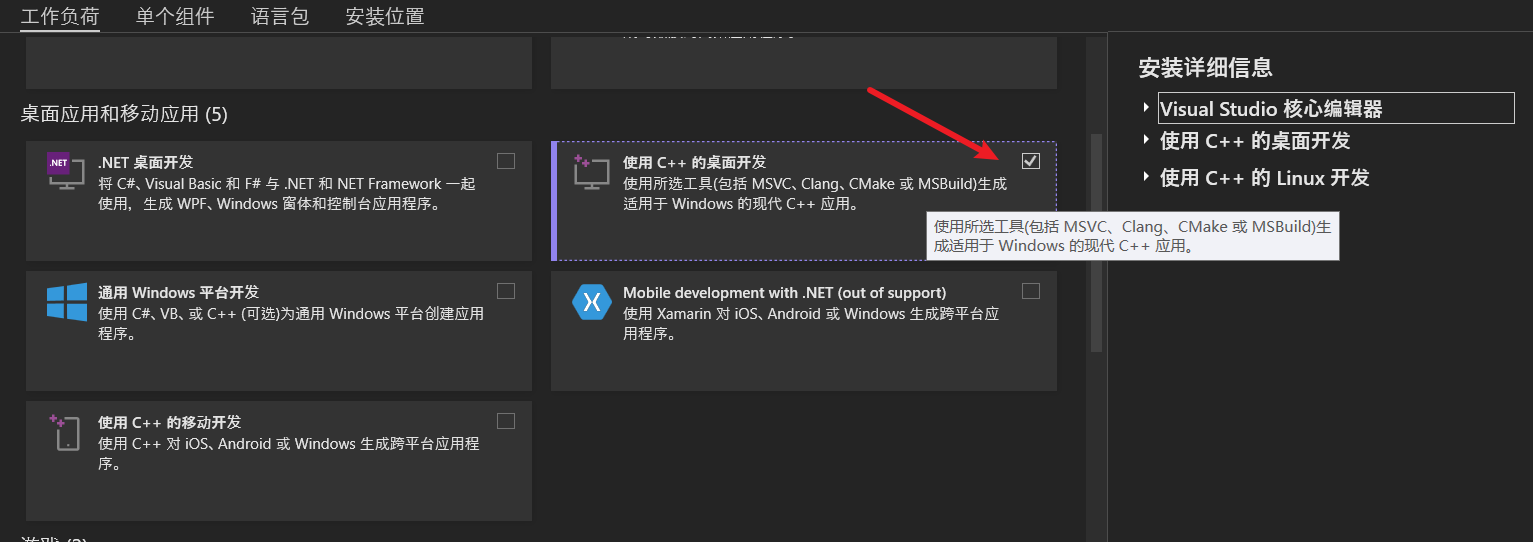 工作负荷 单个组件 语言包 安装位置
桌面应用和移动应用 (5)
.NET
.NET 桌面开发
将 C#、Visual Basic 和 F# 与 .NET 和 NET Framework 一起
使用，生成 WPF、Windows 窗体和控制台应用程序。
使用 C++ 的桌面开发
使用所选工具(包括 MSVC、Clang、CMake 或 MSBuild)生成
适用于 Windows 的现代 C++ 应用。
使用所选工具(包括 MSVC、Clang、CMake 或 MSBuild)生
成适用于 Windows 的现代 C++ 应用。
通用 Windows 平台开发
使用 C#、VB、或 C++ (可选)为通用 Windows 平台创建应用
程序。
Mobile development with .NET (out of support)
使用 Xamarin 对 iOS、Android 或 Windows 生成跨平台应
用程序。
使用 C++ 的移动开发
使用 C++ 对 iOS、Android 或 Windows 生成跨平台应用程
序。
安装详细信息
Visual Studio 核心编辑器
使用 C++ 的桌面开发
使用 C++ 的 Linux 开发